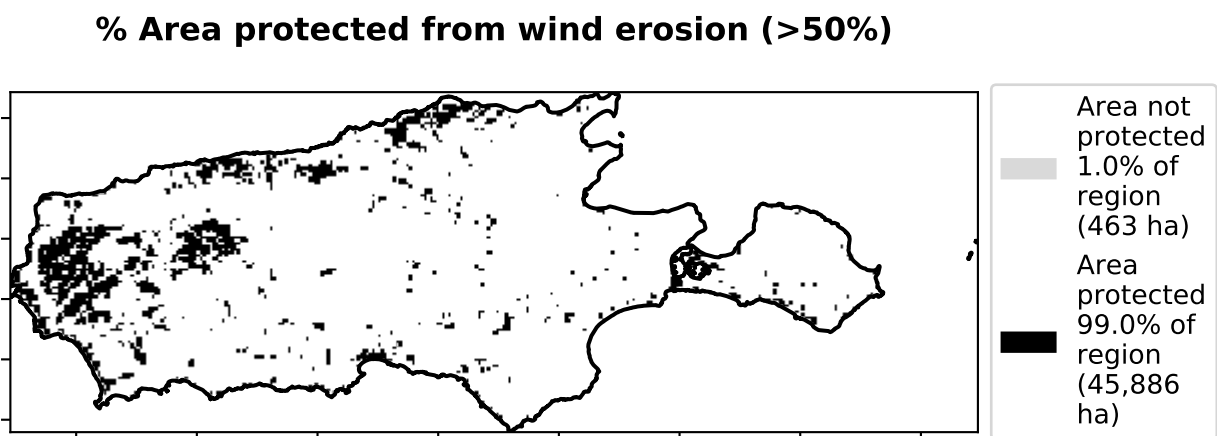 % Area protected from wind erosion (>50%)
Area not
protected
1.0% of
region
(463 ha)
Area
protected
99.0% of
region
(45,886
ha)